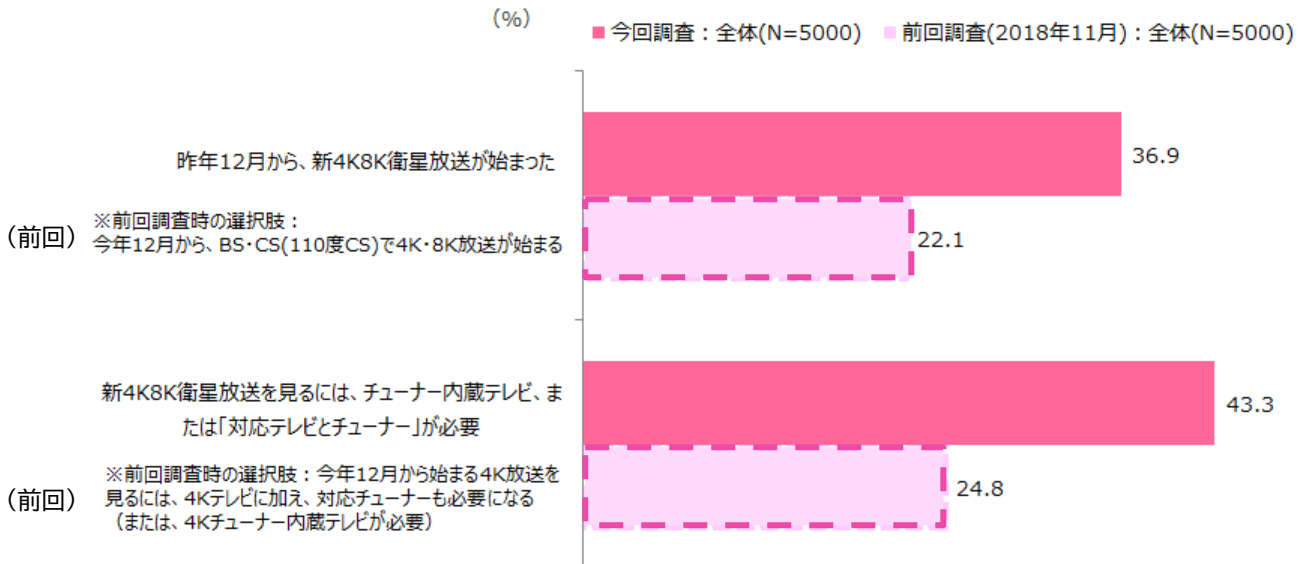 (%)
■今回調査：全体(N=5000) ■前回調査(2018年11月)：全体(N=5000)
昨年12月から、新4K8K衛星放送が始まった
36.9
（前回）
※前回調査時の選択肢：
今年12月から、BS・CS(110度CS)で4K・8K放送が始まる
22.1
新4K8K衛星放送を見るには、チューナー内蔵テレビ、ま
たは「対応テレビとチューナー」が必要
43.3
（前回）
※前回調査時の選択肢：今年12月から始まる4K放送を
見るには、4Kテレビに加え、対応チューナーも必要になる
（または、4Kチューナー内蔵テレビが必要）
24.8